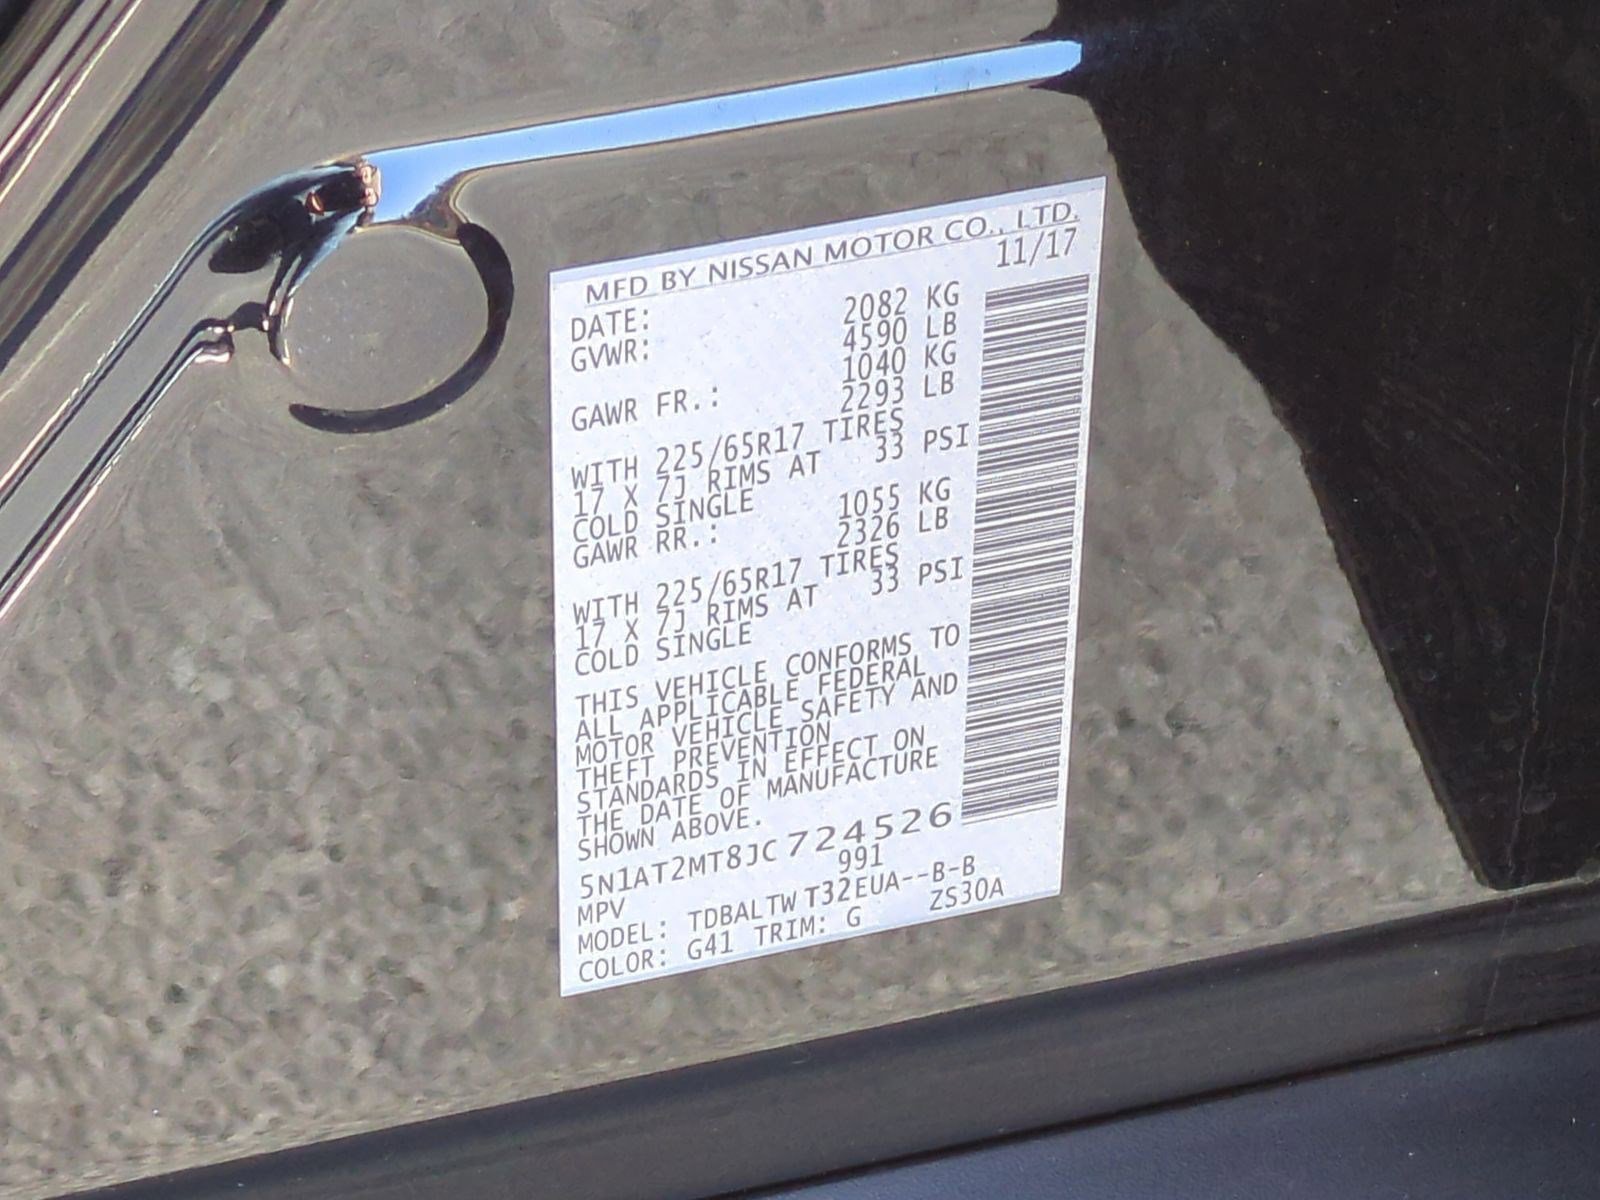 MFD BY NISSAN MOTOR CO., LTD.
DATE: 11/17
GVWR: 2082 KG
4590 LB
GAWR FR.: 1040 KG
2293 LB
WITH 225/65R17 TIRES
17 X 7J RIMS AT 33 PSI
COLD SINGLE
GAWR RR.: 1055 KG
2326 LB
WITH 225/65R17 TIRES
17 X 7J RIMS AT 33 PSI
COLD SINGLE
THIS VEHICLE CONFORMS TO
ALL APPLICABLE FEDERAL
MOTOR VEHICLE SAFETY AND
THEFT PREVENTION
STANDARDS IN EFFECT ON
THE DATE OF MANUFACTURE
SHOWN ABOVE.
5N1AT2MT8JC724526
MPV 991
MODEL: TDBALTW T32EUA--B-B
COLOR: G41 TRIM: G ZS30A